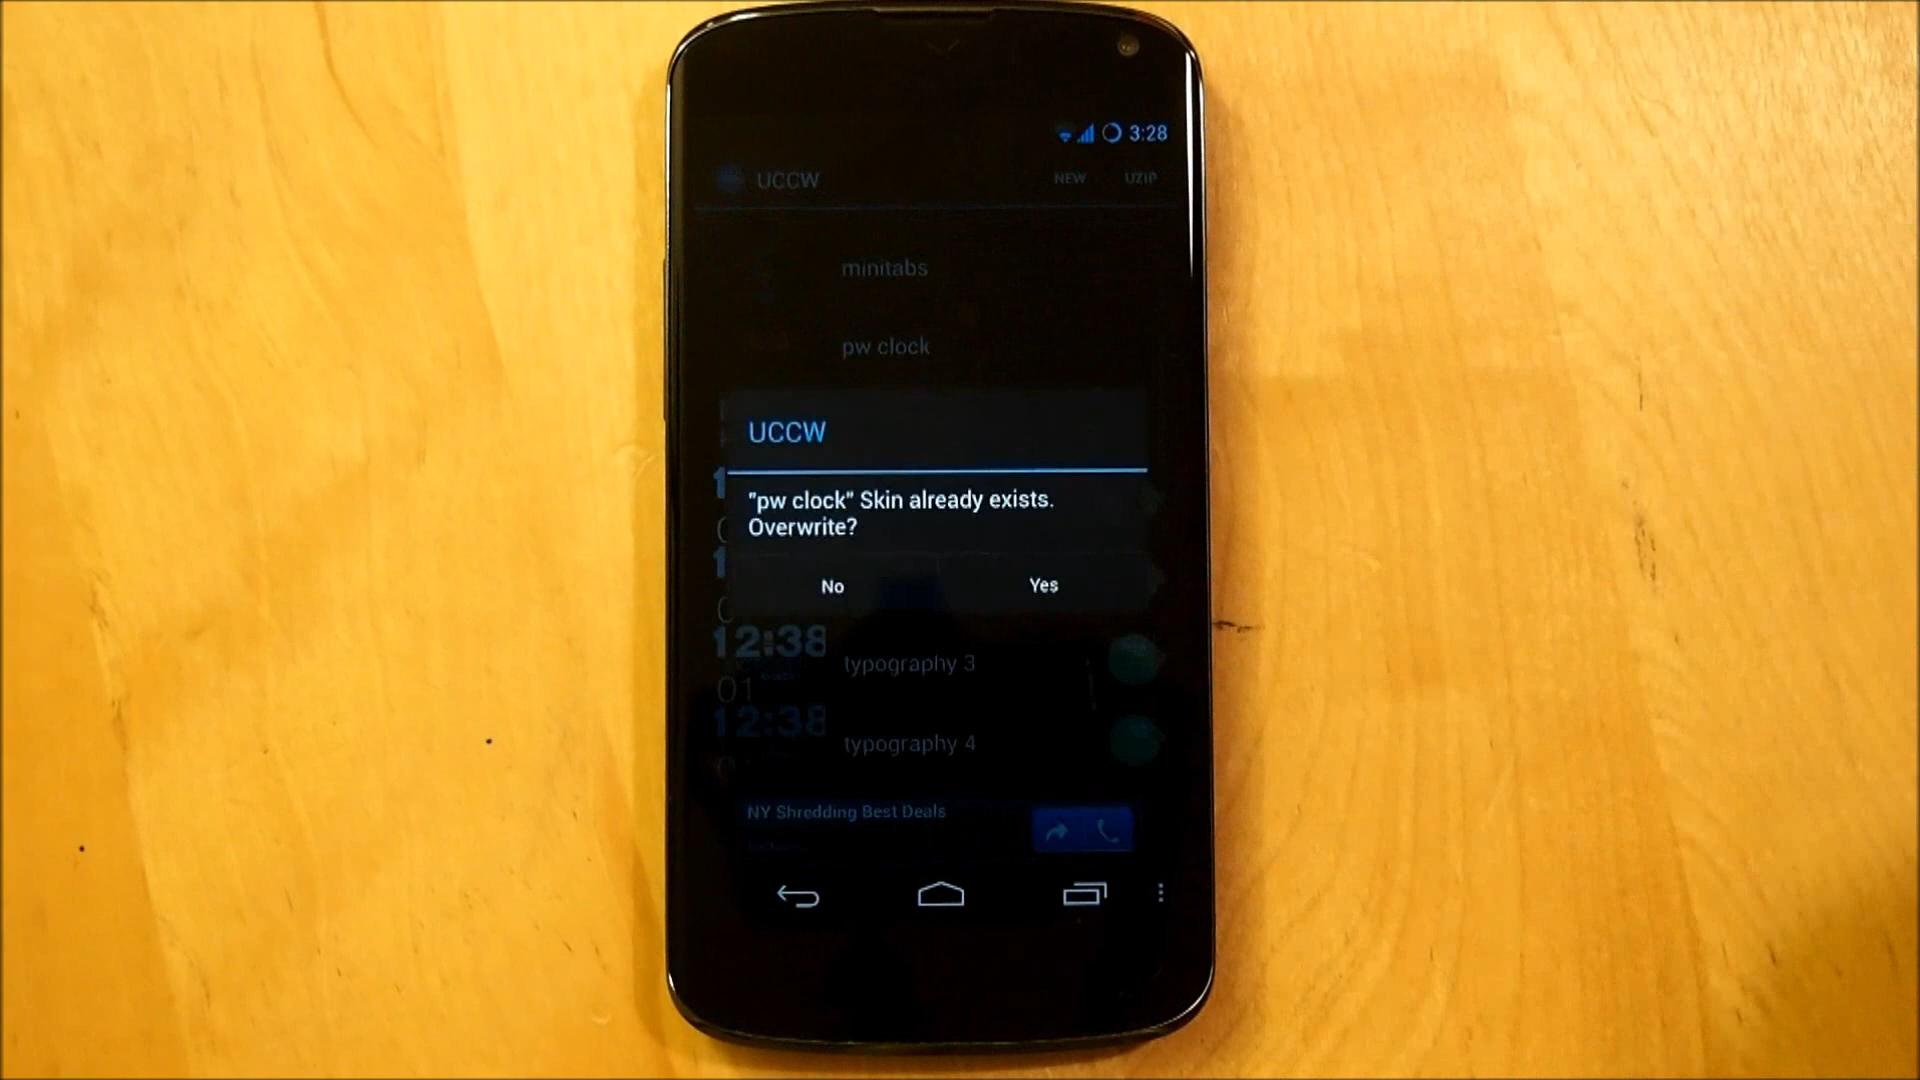 3:28
UCCW
NEW
UZIP
minitabs
pw clock
UCCW
"pw clock" Skin already exists.
Overwrite?
No
Yes
12:38
typography 3
01
12:38
typography 4
NY Shredding Best Deals